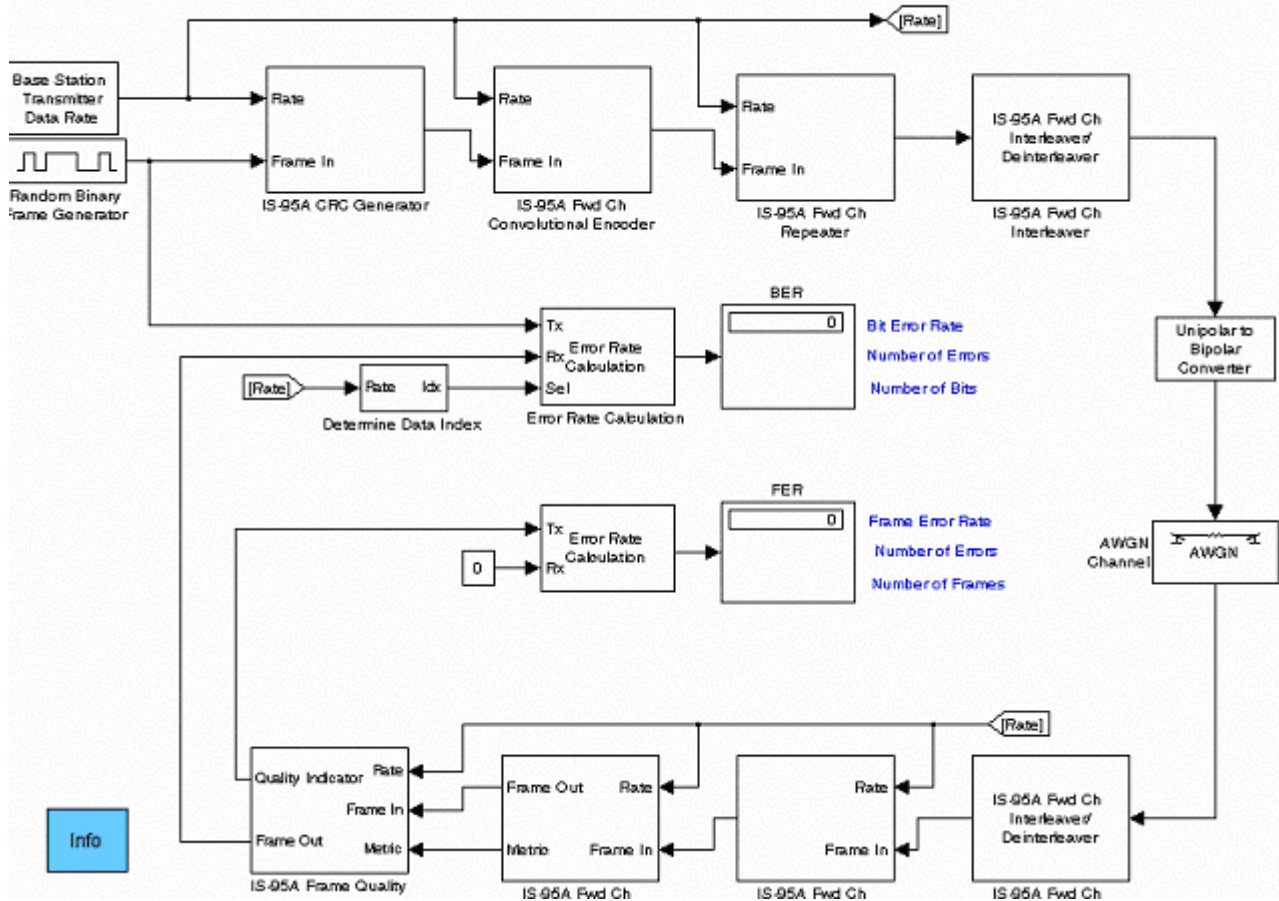 [Rate]
Base Station
Transmitter
Data Rate
Rate
Frame In
IS-95A CRC Generator
Rate
Frame In
IS-95A Fwd Ch
Convolutional Encoder
Rate
Frame In
IS-95A Fwd Ch
Repeater
IS-95A Fwd Ch
Interleaver/
Deinterleaver
IS-95A Fwd Ch
Interleaver
Random Binary
Frame Generator
Unipolar to
Bipolar
Converter
Tx
Rx
Sel
Error Rate
Calculation
Error Rate Calculation
BER
0
Bit Error Rate
Number of Errors
Number of Bits
[Rate]
Rate Idx
Determine Data Index
Tx
Rx
Error Rate
Calculation
0
FER
0
Frame Error Rate
Number of Errors
Number of Frames
AWGN
Channel
AWGN
[Rate]
Quality Indicator
Rate
Frame In
Frame Out
Metric
IS-95A Frame Quality
Frame Out
Rate
Metric
Frame In
IS-95A Fwd Ch
Rate
Frame In
IS-95A Fwd Ch
IS-95A Fwd Ch
Interleaver/
Deinterleaver
IS-95A Fwd Ch
Info